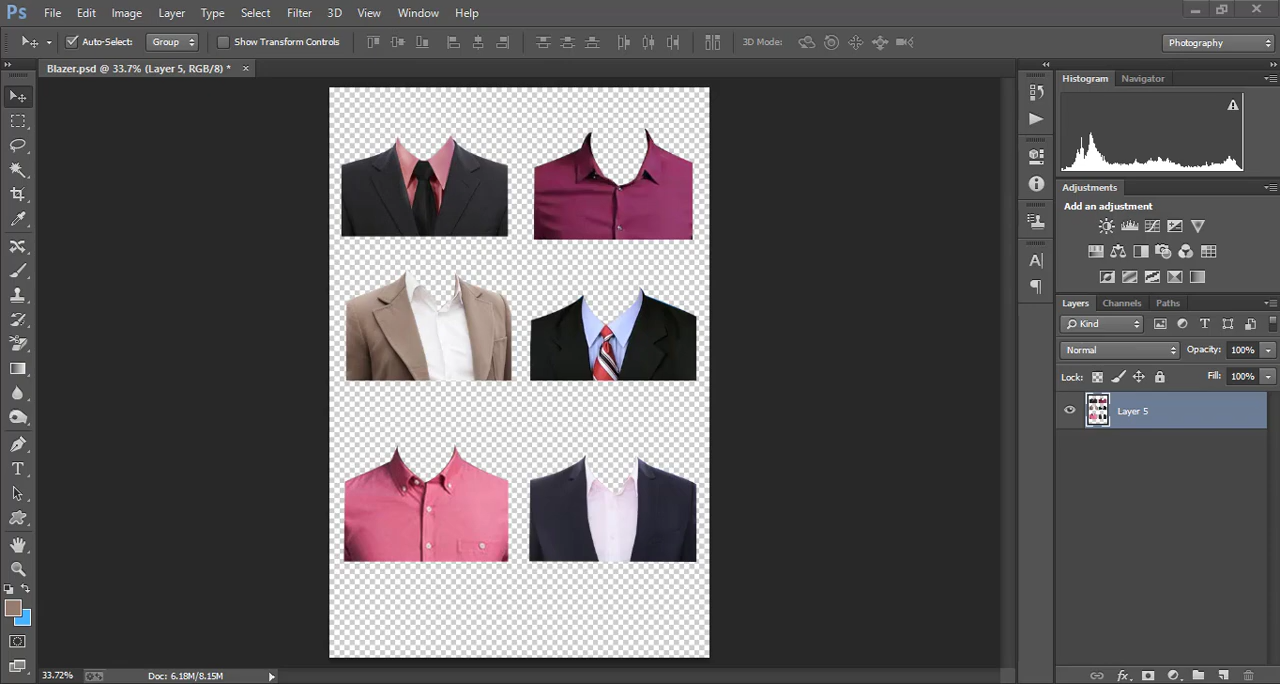 Ps File Edit Image Layer Type Select Filter 3D View Window Help
Auto-Select: Group Show Transform Controls 3D Mode: Photography
Blazer.psd @ 33.7% (Layer 5, RGB/8) * ×
Histogram Navigator
Adjustments
Add an adjustment
Layers Channels Paths
Kind
Normal Opacity: 100%
Lock: Fill: 100%
Layer 5
33.72% Doc: 6.18M/8.15M